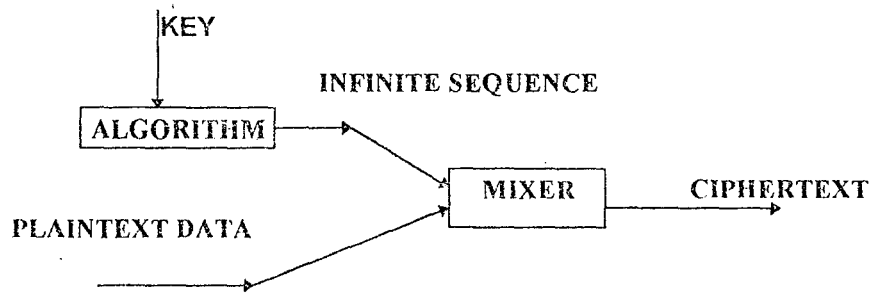 KEY
INFINITE SEQUENCE
ALGORITHM
MIXER
CIPHERTEXT
PLAINTEXT DATA